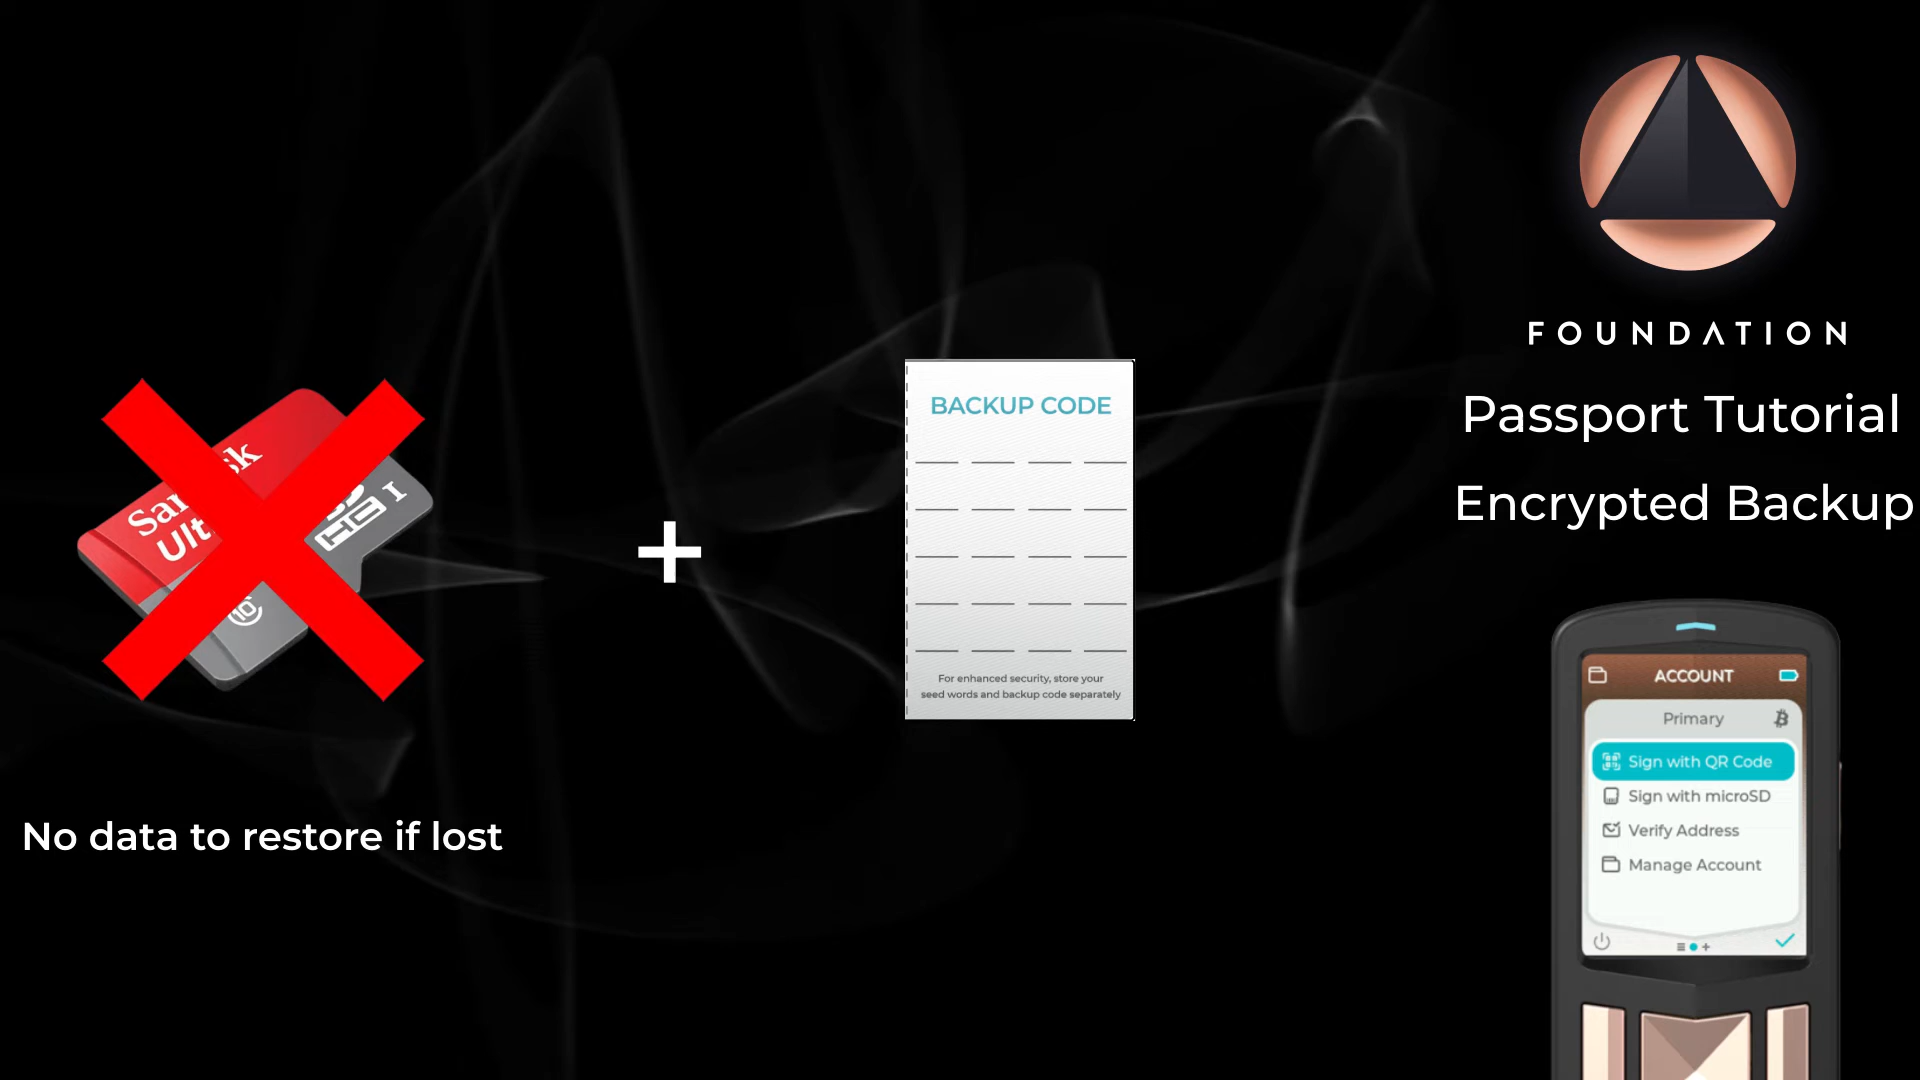 FOUNDATION
Passport Tutorial
Encrypted Backup
BACKUP CODE
For enhanced security, store your
seed words and backup code separately
No data to restore if lost
10
I
ACCOUNT
Primary
Sign with QR Code
Sign with microSD
Verify Address
Manage Account